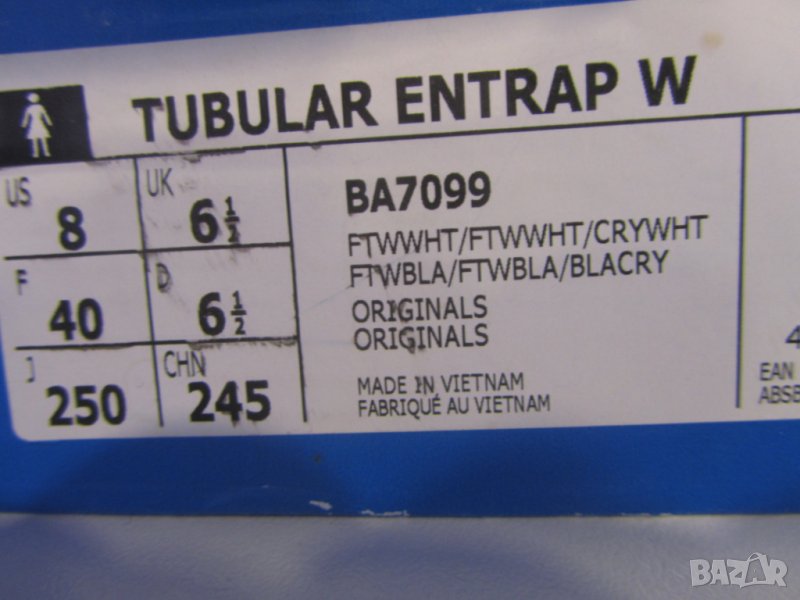 TUBULAR ENTRAP W
US 8 UK 6½
F 40 D 6½
J 250 CHN 245
BA7099
FTWWHT/FTWWHT/CRYWHT
FTWBLA/FTWBLA/BLACRY
ORIGINALS
ORIGINALS
MADE IN VIETNAM
FABRIQUÉ AU VIETNAM
4
EAN
BAZAR